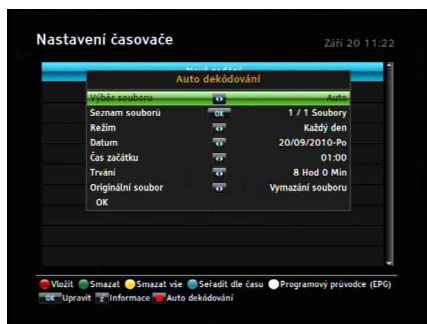 Nastavení časovače
Září 20 11:22
Auto dekódování
Výběr souboru Auto
Seznam souborů OK 1 / 1 Soubory
Režim Každý den
Datum 20/09/2010-Po
Čas začátku 01:00
Trvání 8 Hod 0 Min
Originální soubor Vymazání souboru
OK
Vložit Smazat Smazat vše Seřadit dle času Programový průvodce (EPG)
OK Upravit Informace Auto dekódování